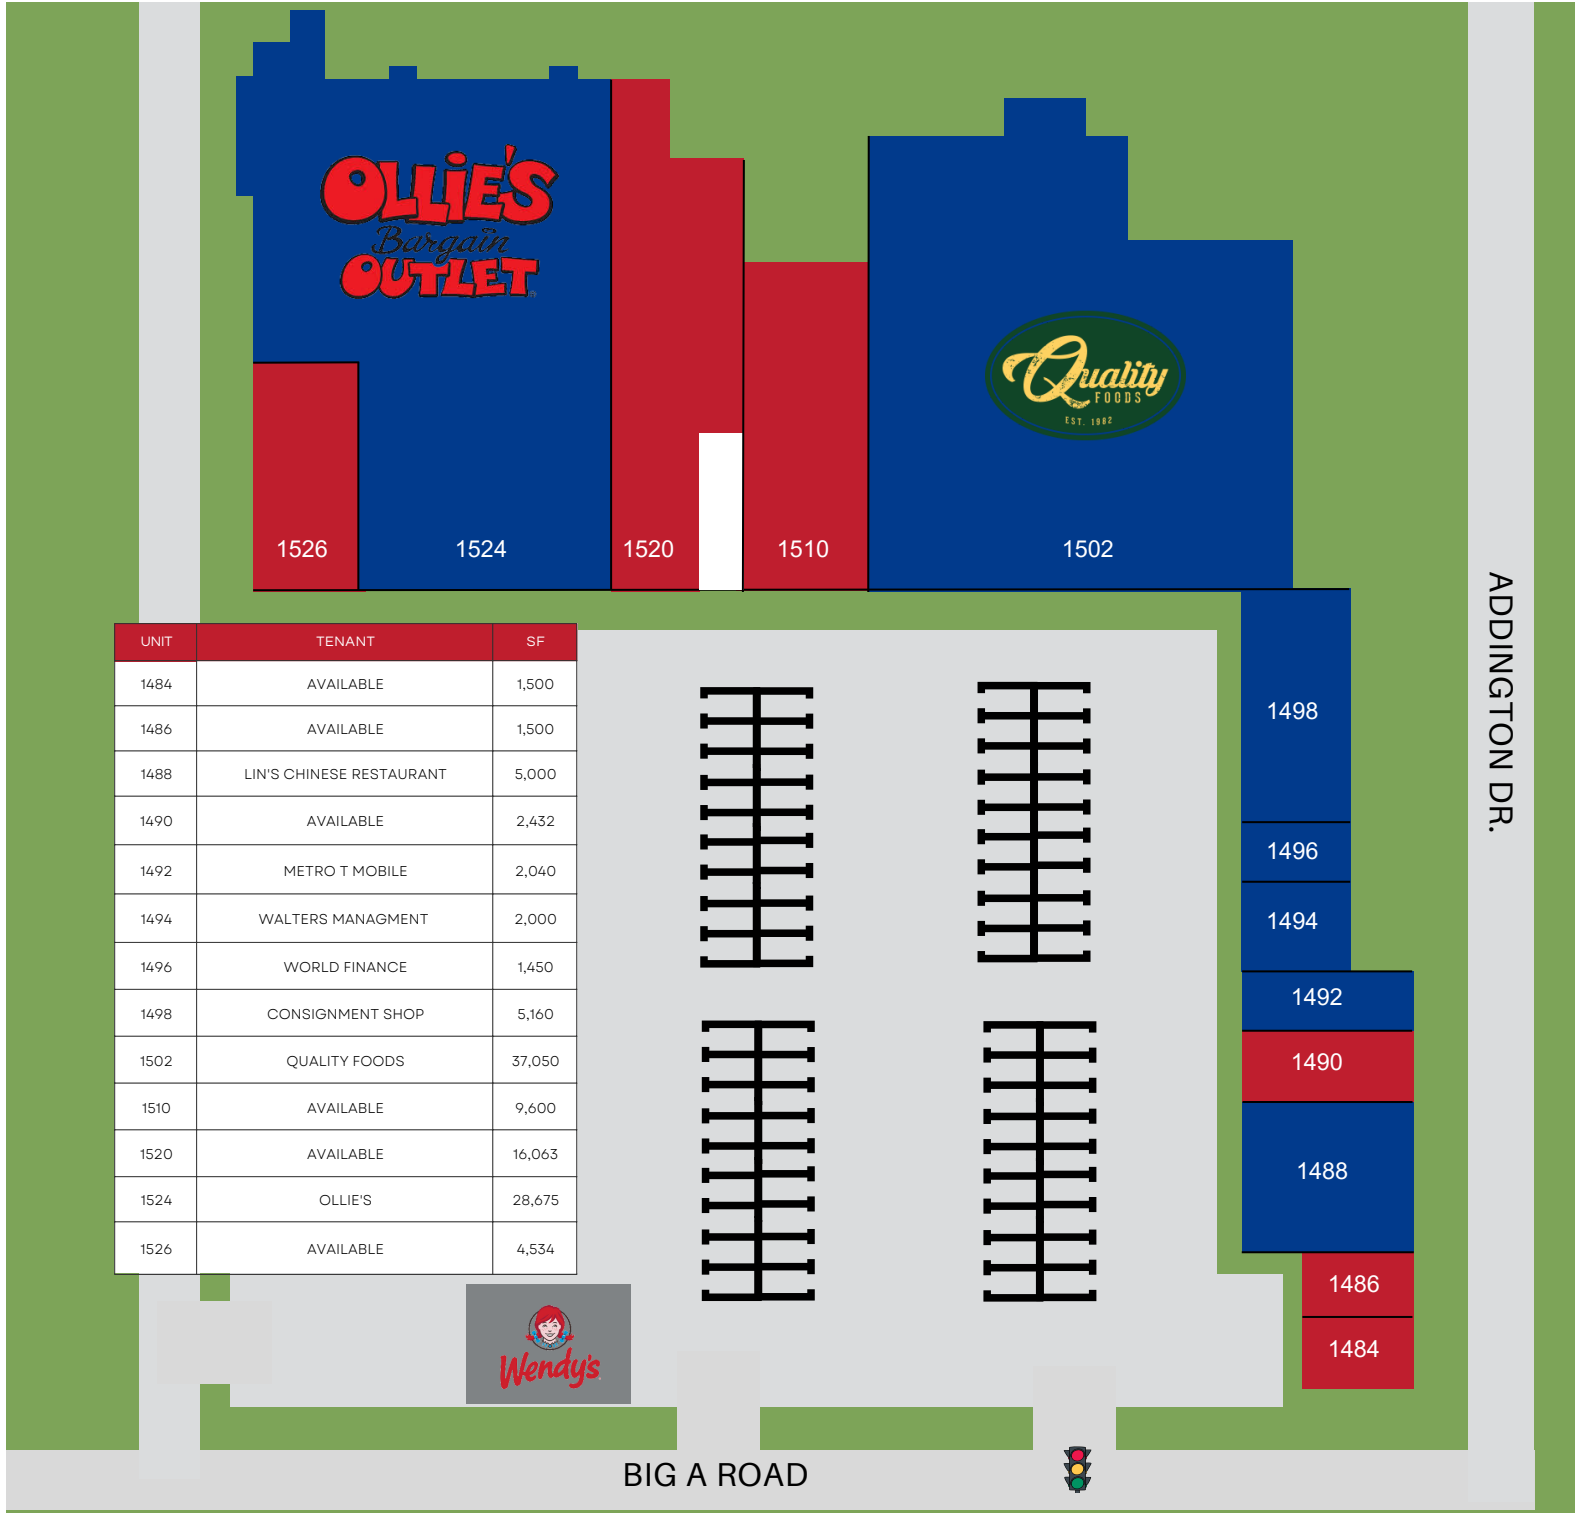 OLLIE'S
Bargain
OUTLET
Quality
FOODS
EST. 1982
1526
1524
1520
1510
1502
UNIT TENANT SF
1484 AVAILABLE 1,500
1486 AVAILABLE 1,500
1488 LIN'S CHINESE RESTAURANT 5,000
1490 AVAILABLE 2,432
1492 METRO T MOBILE 2,040
1494 WALTERS MANAGMENT 2,000
1496 WORLD FINANCE 1,450
1498 CONSIGNMENT SHOP 5,160
1502 QUALITY FOODS 37,050
1510 AVAILABLE 9,600
1520 AVAILABLE 16,063
1524 OLLIE'S 28,675
1526 AVAILABLE 4,534
1498
1496
1494
1492
1490
1488
1486
1484
ADDINGTON DR.
Wendy's
BIG A ROAD